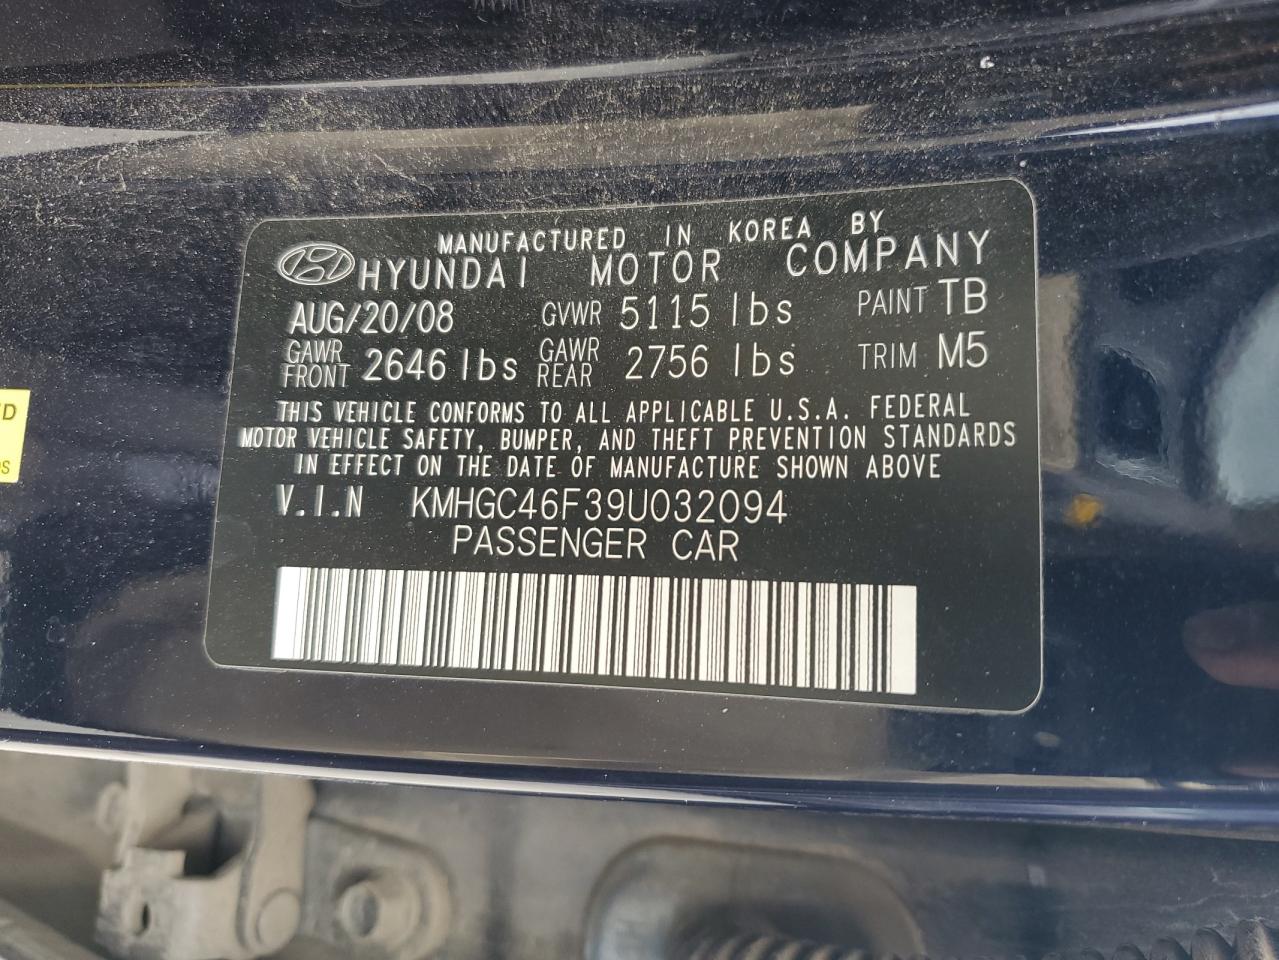 MANUFACTURED IN KOREA BY
HYUNDAI MOTOR COMPANY
AUG/20/08 GVWR 5115 lbs PAINT TB
GAWR FRONT 2646 lbs GAWR REAR 2756 lbs TRIM M5
THIS VEHICLE CONFORMS TO ALL APPLICABLE U.S.A. FEDERAL
MOTOR VEHICLE SAFETY, BUMPER, AND THEFT PREVENTION STANDARDS
IN EFFECT ON THE DATE OF MANUFACTURE SHOWN ABOVE
V.I.N KMHGC46F39U032094
PASSENGER CAR